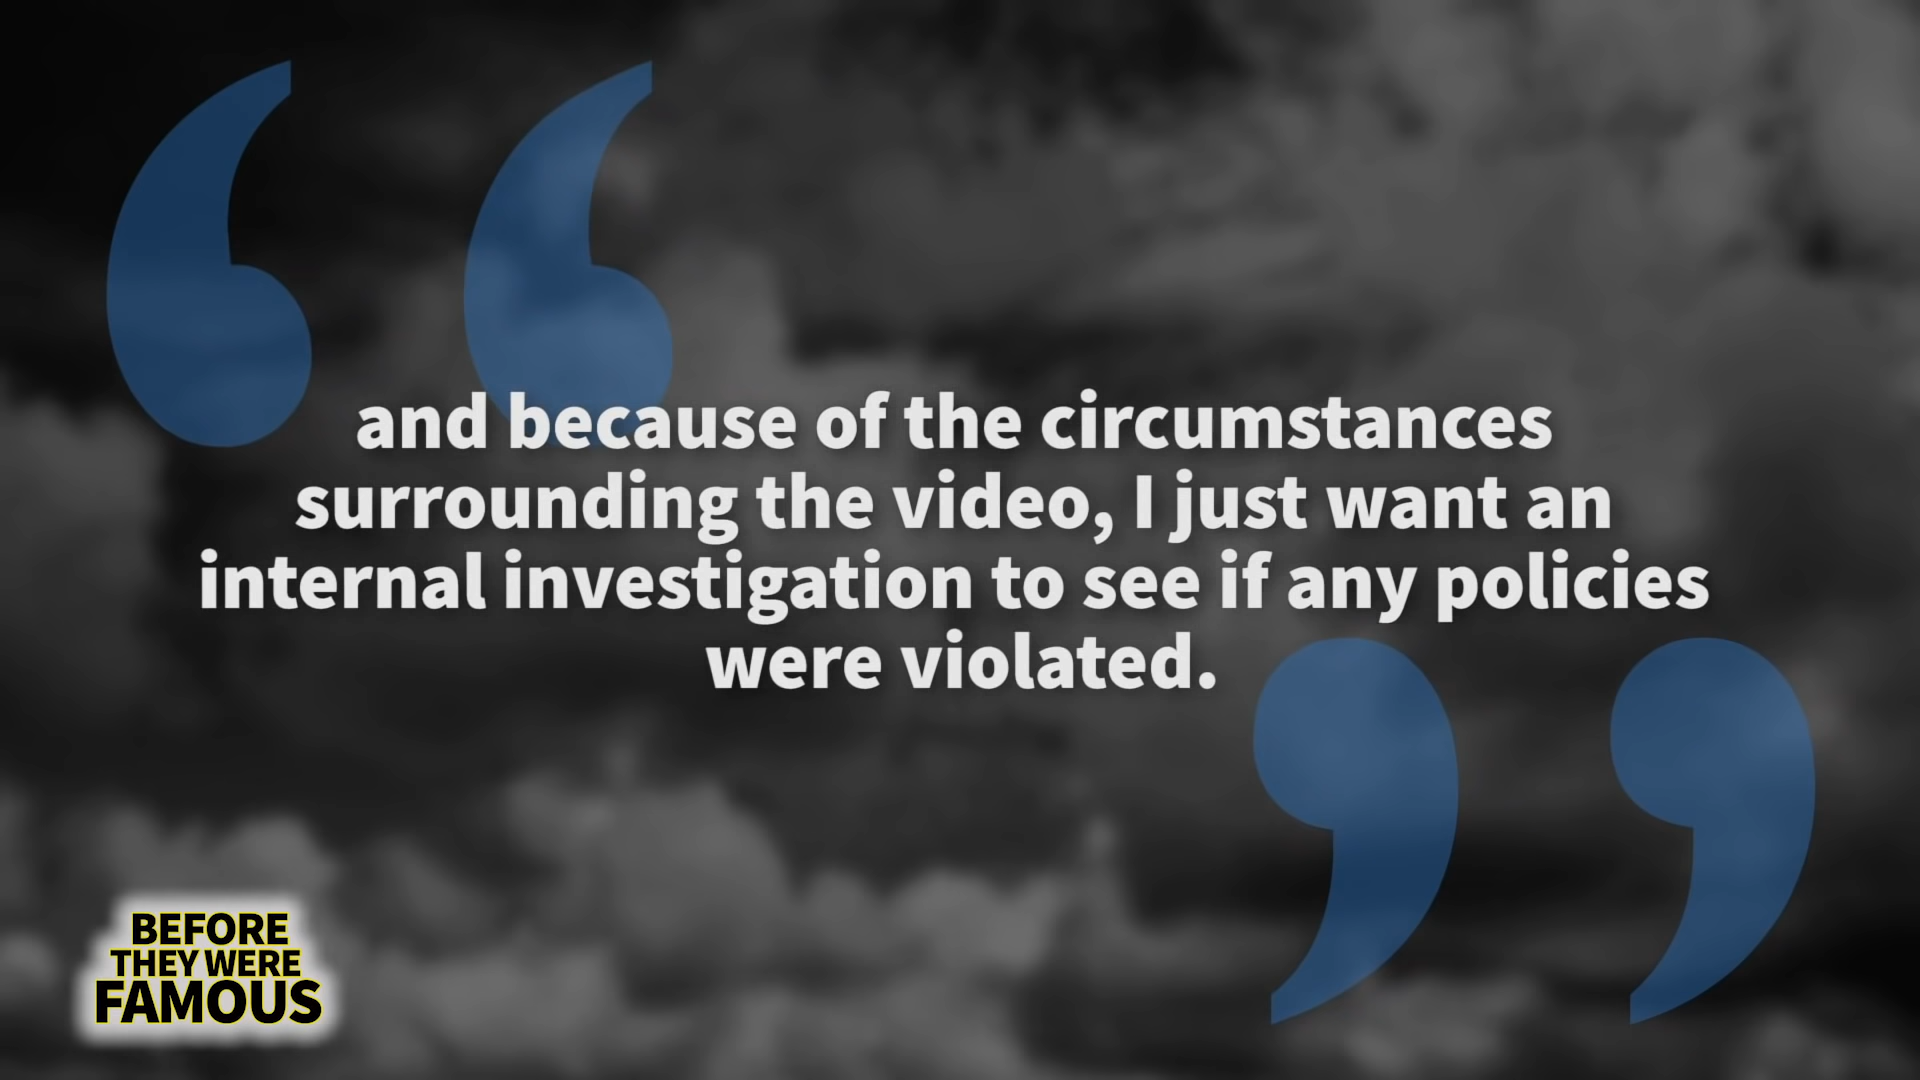 and because of the circumstances
surrounding the video, I just want an
internal investigation to see if any policies
were violated.
BEFORE
THEY WERE
FAMOUS